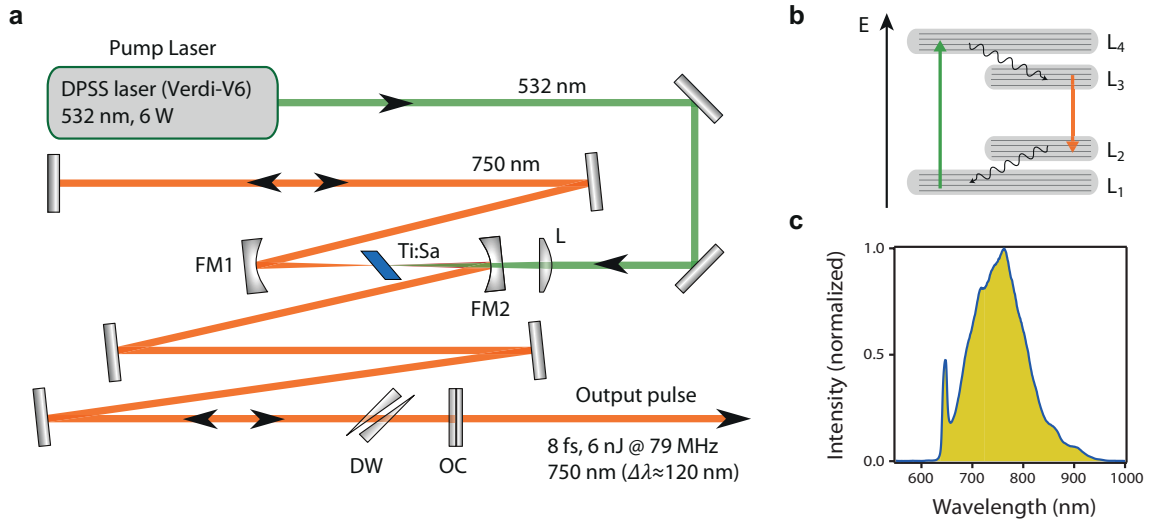 a
Pump Laser
DPSS laser (Verdi-V6)
532 nm, 6 W
532 nm
750 nm
FM1
Ti:Sa
L
FM2
DW
OC
Output pulse
8 fs, 6 nJ @ 79 MHz
750 nm (Δλ≈120 nm)
b
E
L4
L3
L2
L1
c
Intensity (normalized)
1.0
0.5
0.0
600
700
800
900
1000
Wavelength (nm)